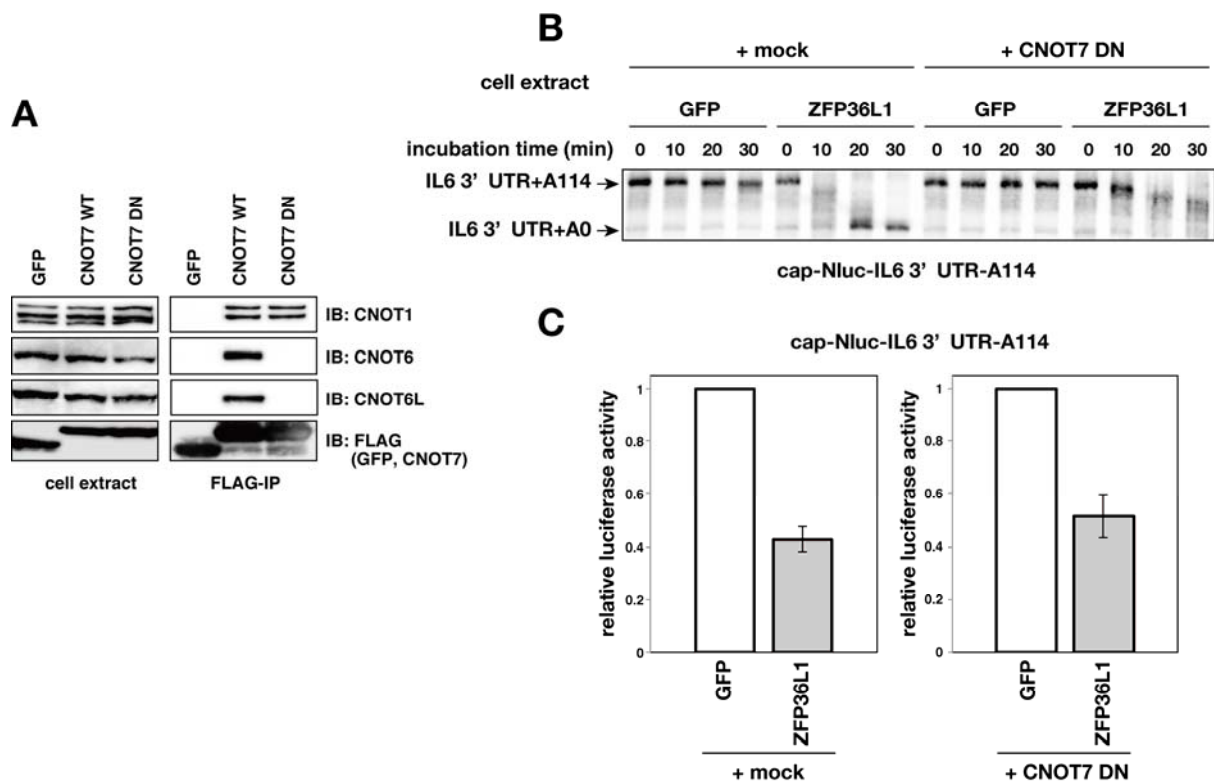 A
GFP
CNOT7 WT
CNOT7 DN
GFP
CNOT7 WT
CNOT7 DN
IB: CNOT1
IB: CNOT6
IB: CNOT6L
IB: FLAG
(GFP, CNOT7)
cell extract
FLAG-IP
B
+ mock
+ CNOT7 DN
cell extract
GFP
ZFP36L1
GFP
ZFP36L1
incubation time (min)
0 10 20 30 0 10 20 30 0 10 20 30 0 10 20 30
IL6 3' UTR+A114
IL6 3' UTR+A0
cap-Nluc-IL6 3' UTR-A114
C
cap-Nluc-IL6 3' UTR-A114
relative luciferase activity
1
0.8
0.6
0.4
0.2
0
GFP
ZFP36L1
+ mock
relative luciferase activity
1
0.8
0.6
0.4
0.2
0
GFP
ZFP36L1
+ CNOT7 DN